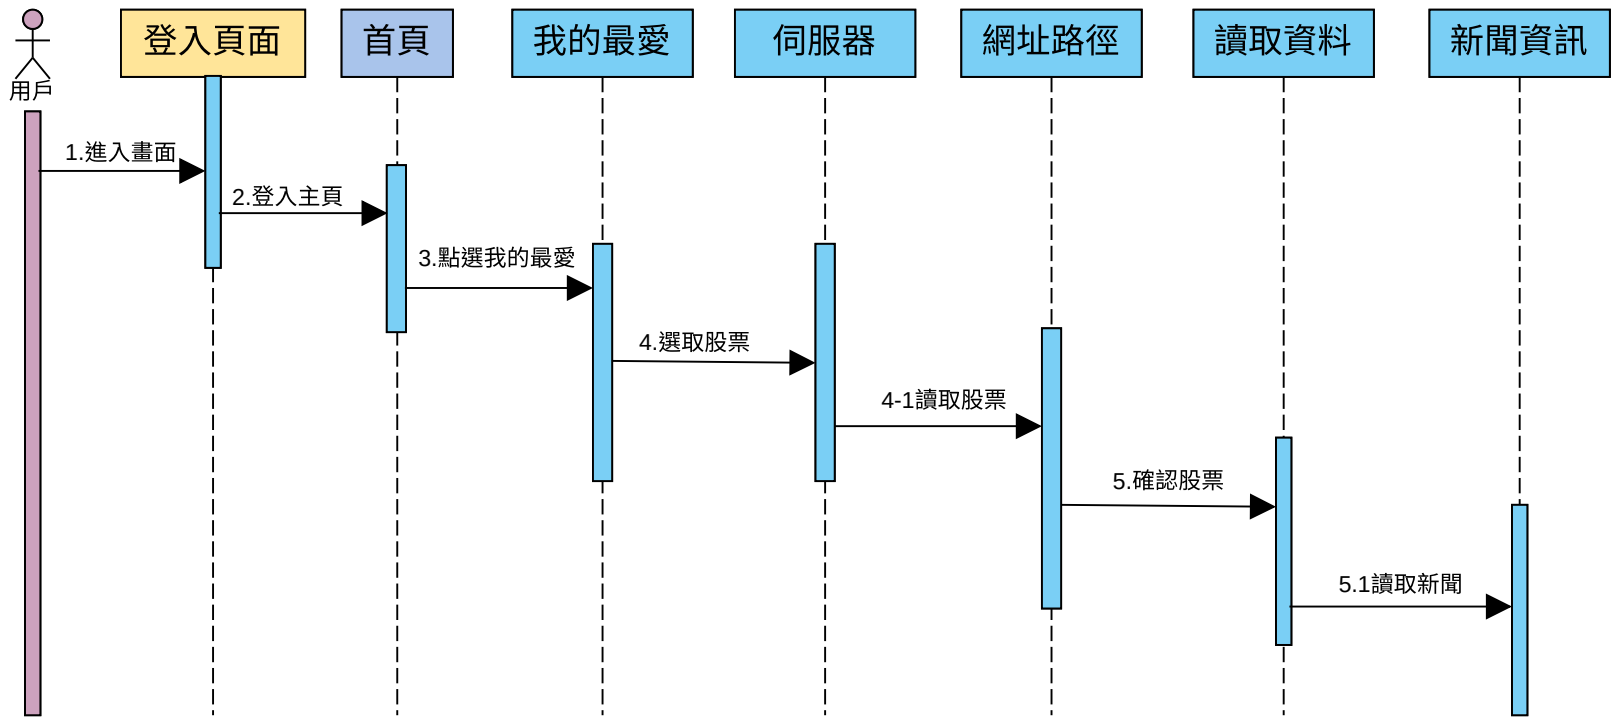 登入頁面
首頁
我的最愛
伺服器
網址路徑
讀取資料
新聞資訊
用戶
1.進入畫面
2.登入主頁
3.點選我的最愛
4.選取股票
4-1讀取股票
5.確認股票
5.1讀取新聞